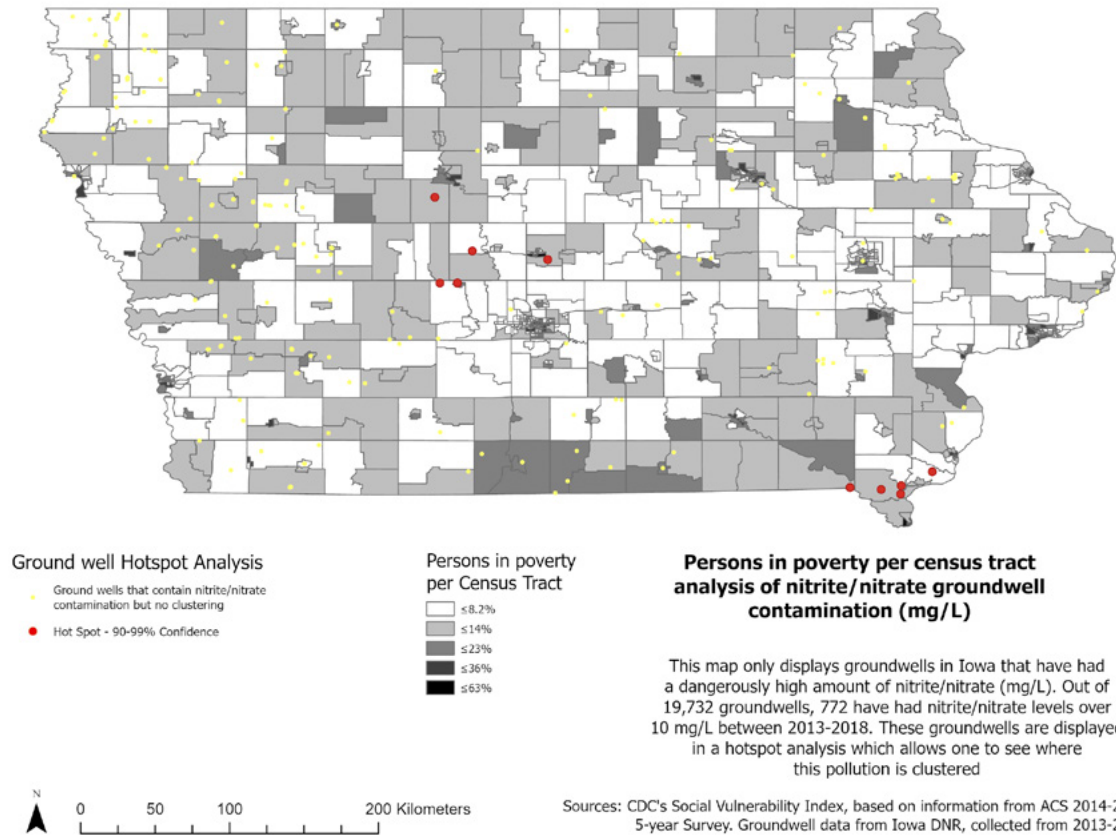 Ground well Hotspot Analysis
Ground wells that contain nitrite/nitrate
contamination but no clustering
Hot Spot - 90-99% Confidence
Persons in poverty
per Census Tract
≤8.2%
≤14%
≤23%
≤36%
≤63%
Persons in poverty per census tract
analysis of nitrite/nitrate groundwell
contamination (mg/L)
This map only displays groundwells in Iowa that have had
a dangerously high amount of nitrite/nitrate (mg/L). Out of
19,732 groundwells, 772 have had nitrite/nitrate levels over
10 mg/L between 2013-2018. These groundwells are displayed
in a hotspot analysis which allows one to see where
this pollution is clustered
N
0 50 100 200 Kilometers
Sources: CDC's Social Vulnerability Index, based on information from ACS 2014-2
5-year Survey. Groundwell data from Iowa DNR, collected from 2013-2